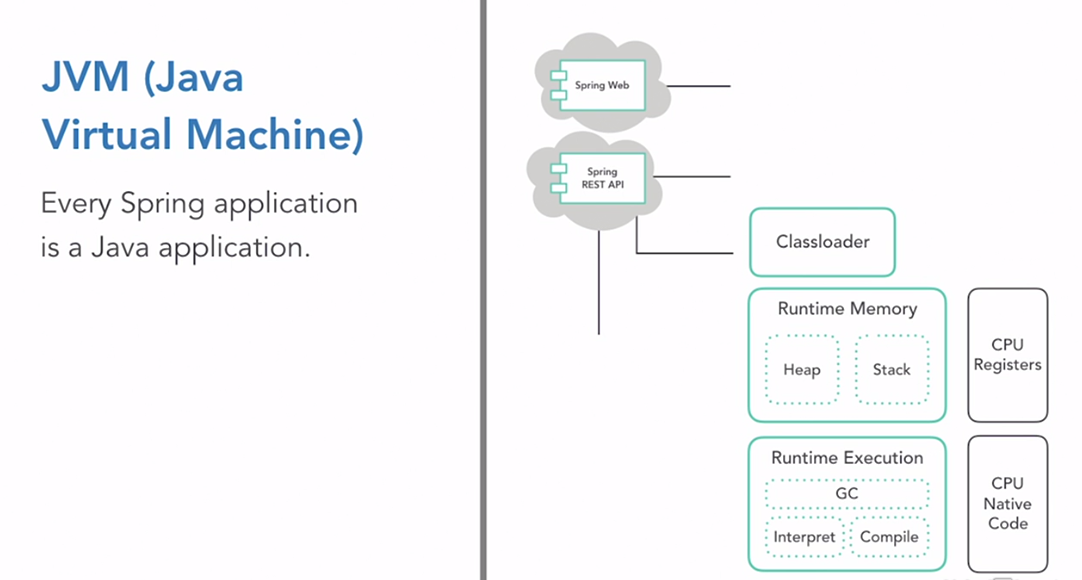 JVM (Java
Virtual Machine)
Every Spring application
is a Java application.
Spring Web
Spring
REST API
Classloader
Runtime Memory
Heap
Stack
CPU
Registers
Runtime Execution
GC
Interpret
Compile
CPU
Native
Code